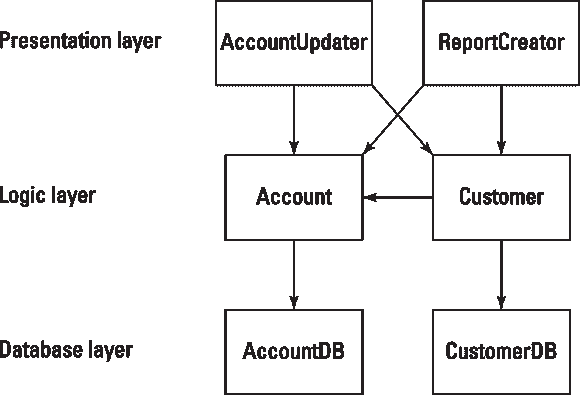 Presentation layer
AccountUpdater
ReportCreator
Logic layer
Account
Customer
Database layer
AccountDB
CustomerDB